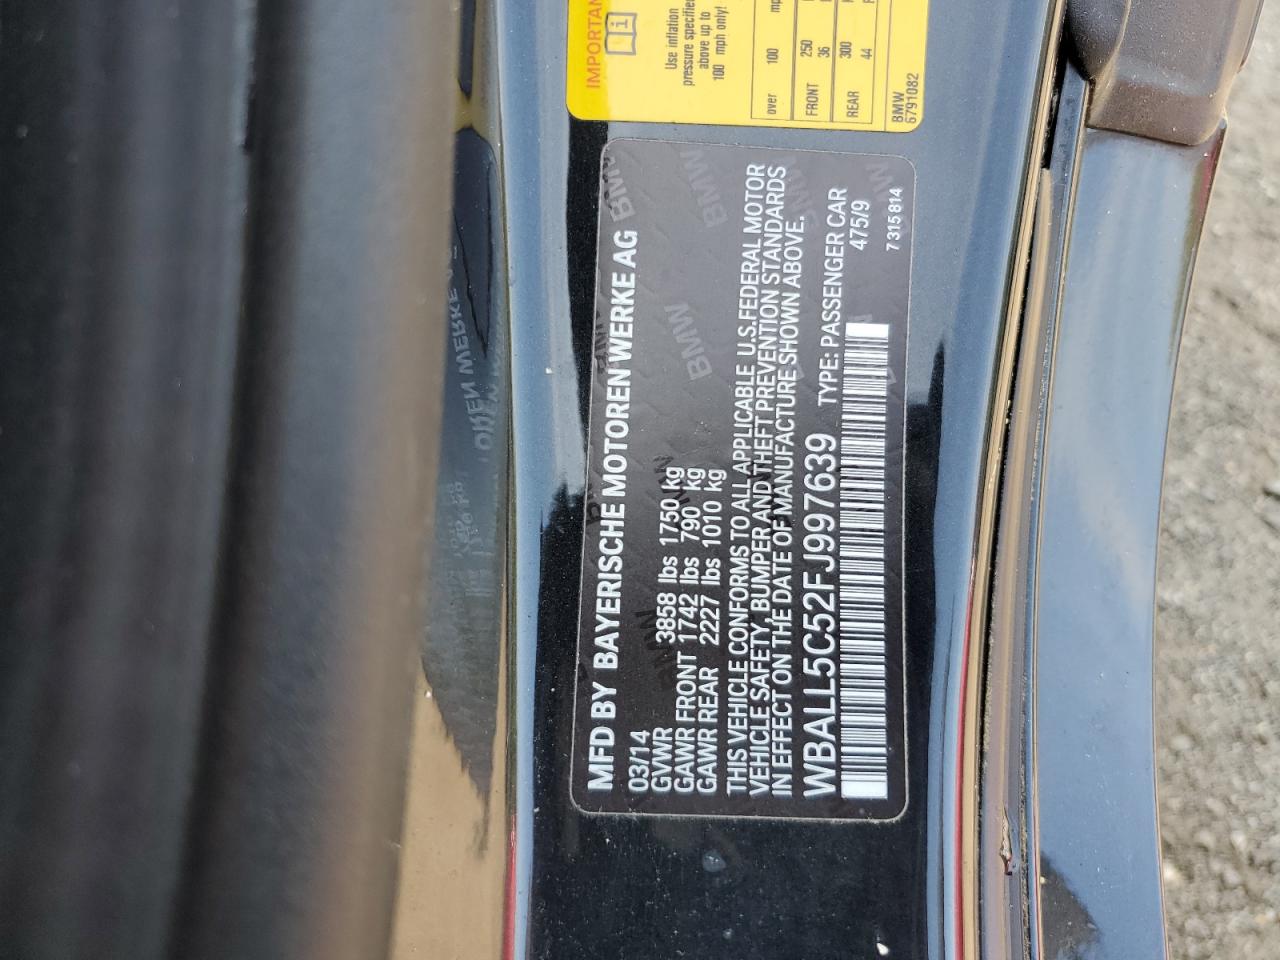 IMPORTAN
Use inflation
pressure specifie
above up to
100 mph only!
over 100 mp
FRONT 250
36
REAR 300
44
BMW
6791082
MFD BY BAYERISCHE MOTOREN WERKE AG
03/14
GVWR 3858 lbs 1750 kg
GAWR FRONT 1742 lbs 790 kg
GAWR REAR 2227 lbs 1010 kg
THIS VEHICLE CONFORMS TO ALL APPLICABLE U.S.FEDERAL MOTOR
VEHICLE SAFETY, BUMPER AND THEFT PREVENTION STANDARDS
IN EFFECT ON THE DATE OF MANUFACTURE SHOWN ABOVE.
WBALL5C52FJ997639 TYPE: PASSENGER CAR
475/9
7 315 814